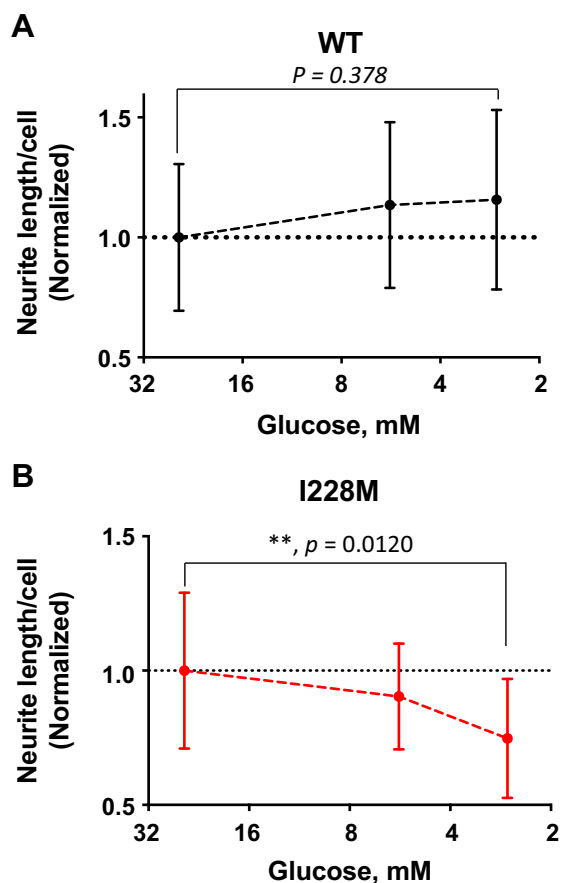 A
WT
P = 0.378
Neurite length/cell
(Normalized)
1.5
1.0
0.5
32 16 8 4 2
Glucose, mM
B
I228M
**, p = 0.0120
Neurite length/cell
(Normalized)
1.5
1.0
0.5
32 16 8 4 2
Glucose, mM